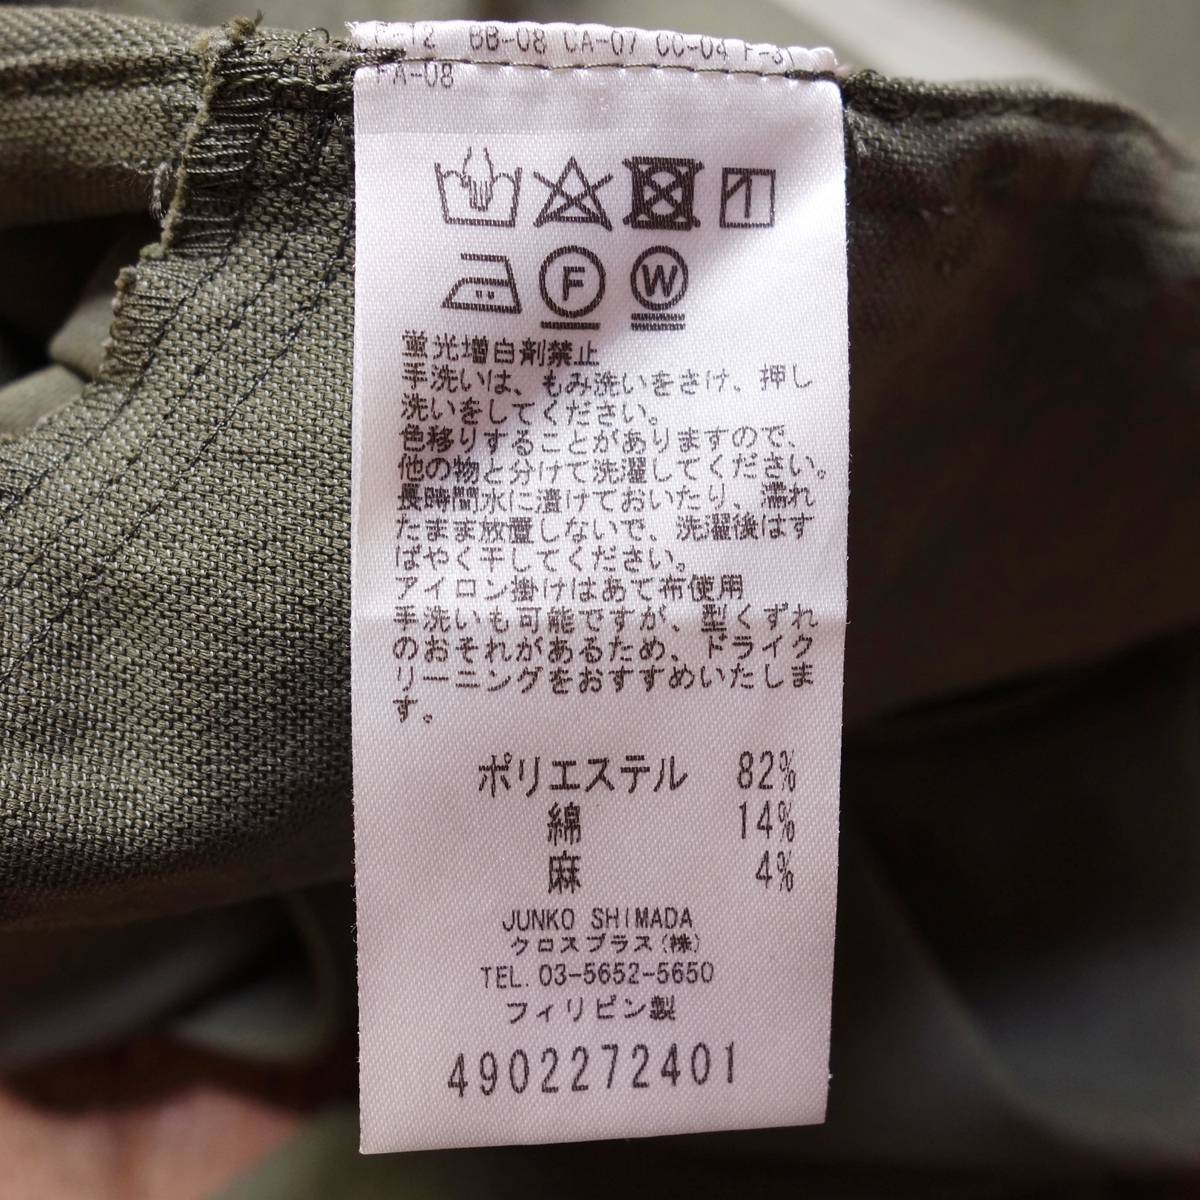 BB-08 CA-07 CC-04 F-31
FA-08
F
W
蛍光増白剤禁止
手洗いは、もみ洗いをさけ、押し
洗いをしてください。
色移りすることがありますので、
他の物と分けて洗濯してください。
長時間水に漬けておいたり、濡れ
たまま放置しないで、洗濯後はす
ばやく干してください。
アイロン掛けはあて布使用
手洗いも可能ですが、型くずれ
のおそれがあるため、ドライク
リーニングをおすすめいたしま
す。
ポリエステル 82%
綿 14%
麻 4%
JUNKO SHIMADA
クロスプラス(株)
TEL. 03-5652-5650
フィリピン製
4902272401